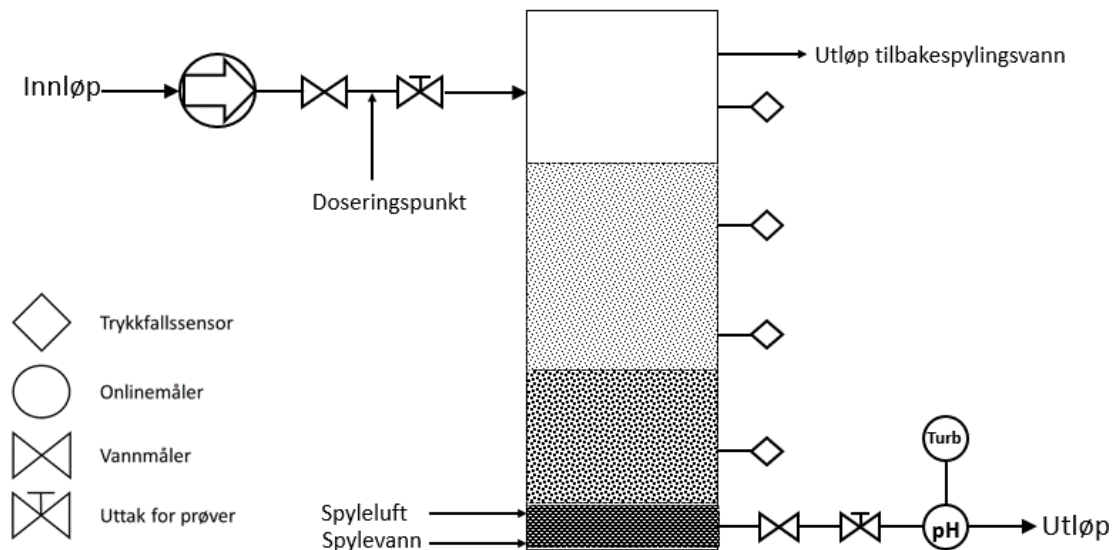 Utløp tilbakespylingsvann
Innløp
Doseringspunkt
Trykkfallssensor
Onlinemåler
Vannmåler
Uttak for prøver
Spyleluft
Spylevann
Turb
pH
Utløp